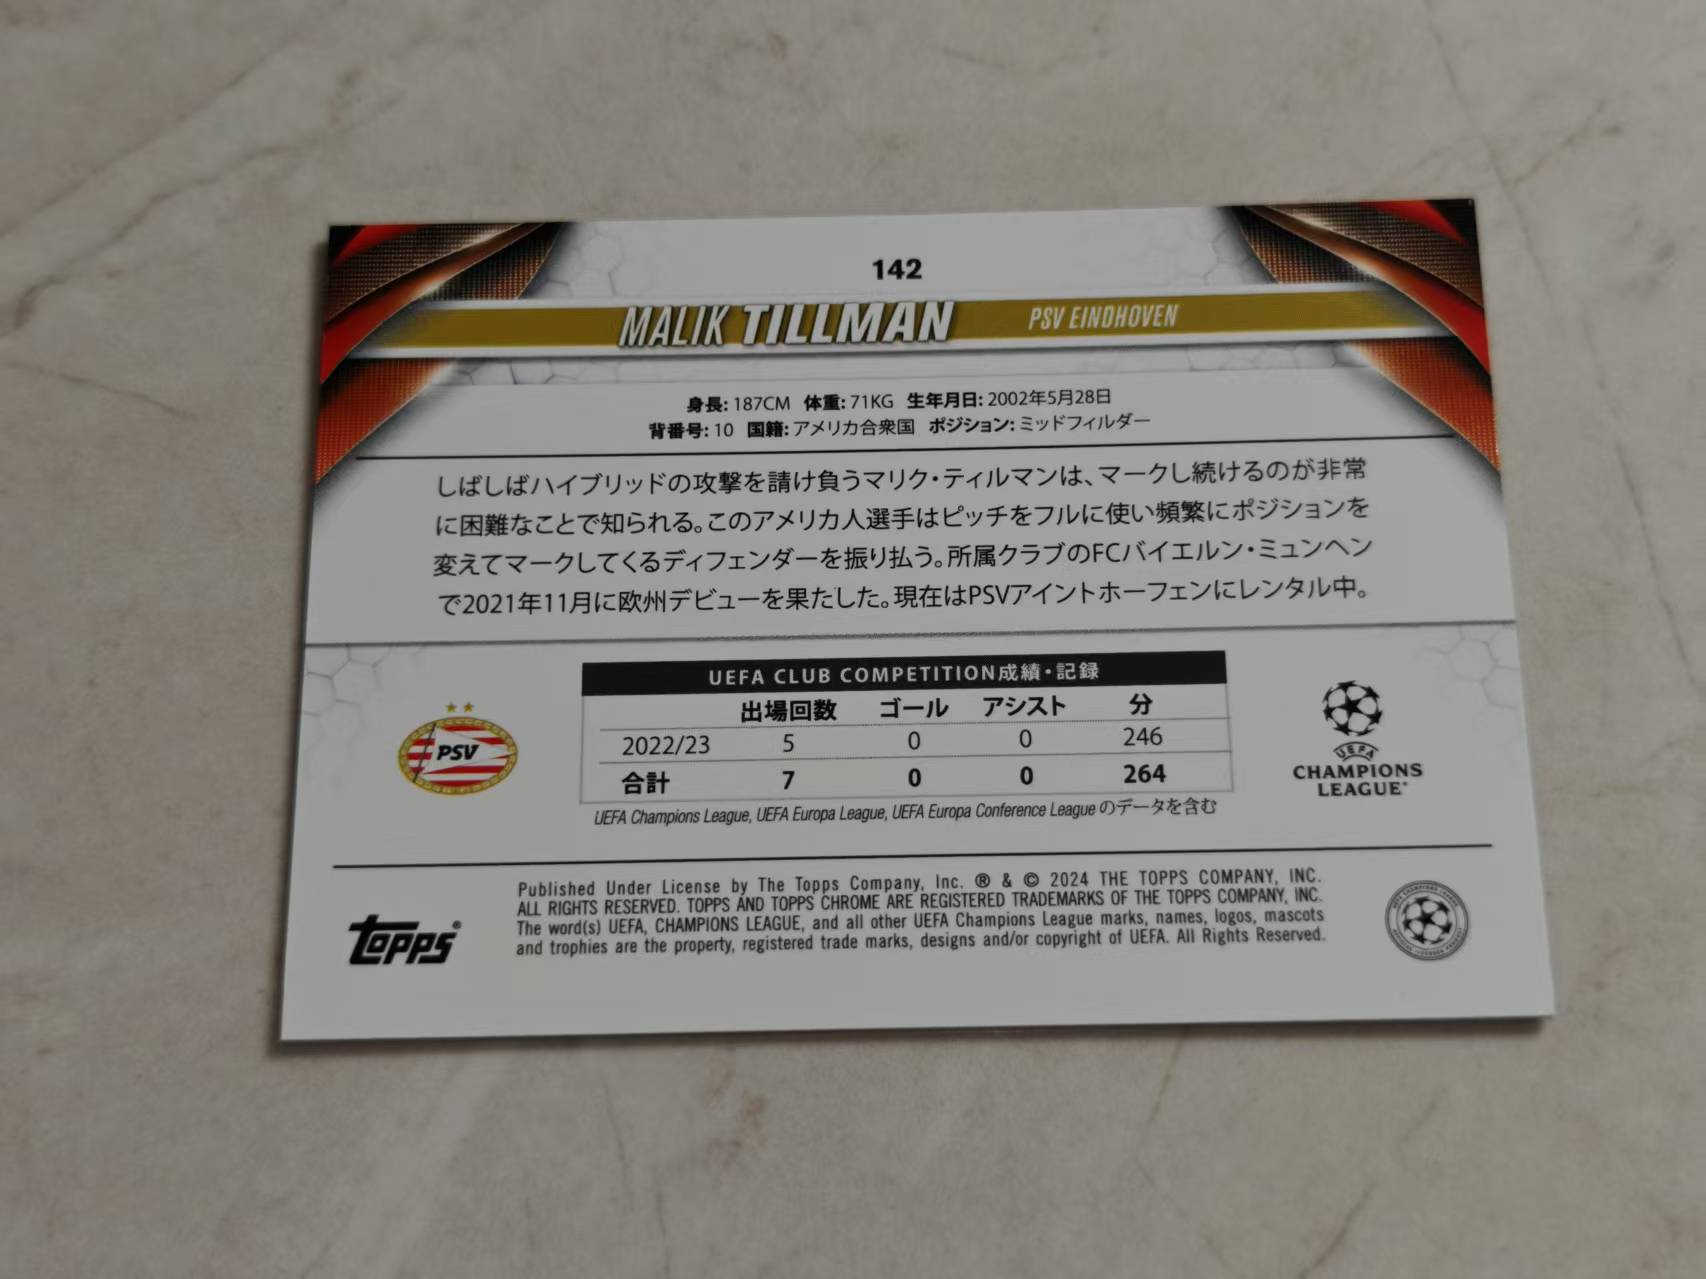 142
MALIK TILLMAN PSV EINDHOVEN
身長: 187CM 体重: 71KG 生年月日: 2002年5月28日
背番号: 10 国籍: アメリカ合衆国 ポジション: ミッドフィルダー
しばしばハイブリッドの攻撃を請け負うマリク・ティルマンは、マークし続けるのが非常
に困難なことで知られる。このアメリカ人選手はピッチをフルに使い頻繁にポジションを
変えてマークしてくるディフェンダーを振り払う。所属クラブのFCバイエルン・ミュンヘン
で2021年11月に欧州デビューを果たした。現在はPSVアイントホーフェンにレンタル中。
UEFA CLUB COMPETITION成績・記録
出場回数 ゴール アシスト 分
2022/23 5 0 0 246
合計 7 0 0 264
UEFA Champions League, UEFA Europa League, UEFA Europa Conference League のデータを含む
PSV
UEFA
CHAMPIONS
LEAGUE®
Published Under License by The Topps Company, Inc. ® & © 2024 THE TOPPS COMPANY, INC.
ALL RIGHTS RESERVED. TOPPS AND TOPPS CHROME ARE REGISTERED TRADEMARKS OF THE TOPPS COMPANY, INC.
The word(s) UEFA, CHAMPIONS LEAGUE, and all other UEFA Champions League marks, names, logos, mascots
and trophies are the property, registered trade marks, designs and/or copyright of UEFA. All Rights Reserved.
topps®